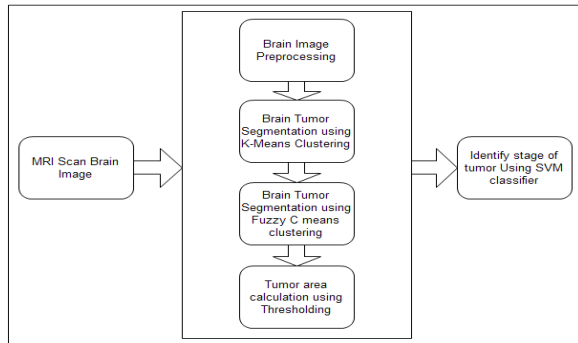 MRI Scan Brain
Image
Brain Image
Preprocessing
Brain Tumor
Segmentation using
K-Means Clustering
Brain Tumor
Segmentation using
Fuzzy C means
clustering
Tumor area
calculation using
Thresholding
Identify stage of
tumor Using SVM
classifier